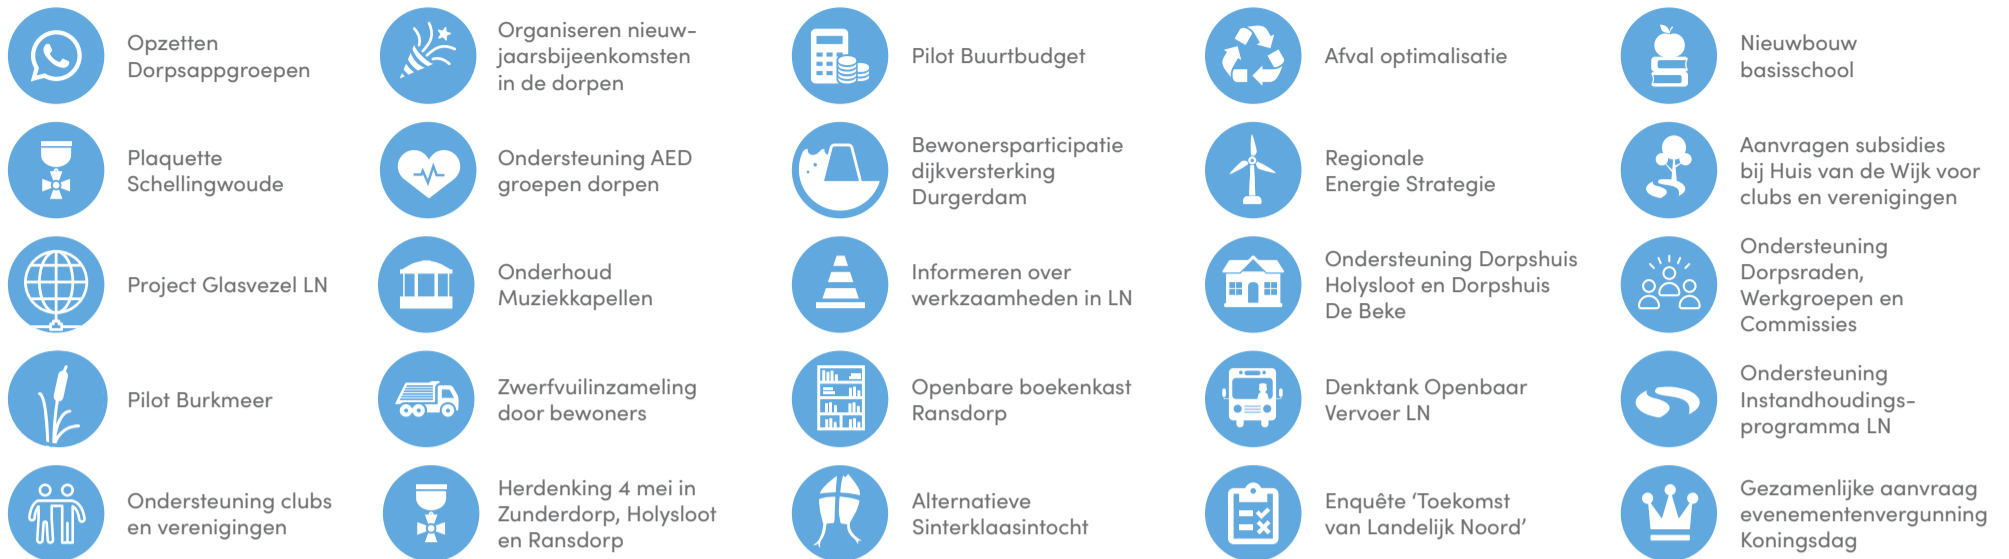 Opzetten
Dorpsappgroepen
Organiseren nieuw-
jaarsbijeenkomsten
in de dorpen
Pilot Buurtbudget
Afval optimalisatie
Nieuwbouw
basisschool
Plaquette
Schellingwoude
Ondersteuning AED
groepen dorpen
Bewonersparticipatie
dijkversterking
Durgerdam
Regionale
Energie Strategie
Aanvragen subsidies
bij Huis van de Wijk voor
clubs en verenigingen
Project Glasvezel LN
Onderhoud
Muziekkapellen
Informeren over
werkzaamheden in LN
Ondersteuning Dorpshuis
Holysloot en Dorpshuis
De Beke
Ondersteuning
Dorpsraden,
Werkgroepen en
Commissies
Pilot Burkmeer
Zwerfvuilinzameling
door bewoners
Openbare boekenkast
Ransdorp
Denktank Openbaar
Vervoer LN
Ondersteuning
Instandhoudings-
programma LN
Ondersteuning clubs
en verenigingen
Herdenking 4 mei in
Zunderdorp, Holysloot
en Ransdorp
Alternatieve
Sinterklaasintocht
Enquête ‘Toekomst
van Landelijk Noord’
Gezamenlijke aanvraag
evenementenvergunning
Koningsdag